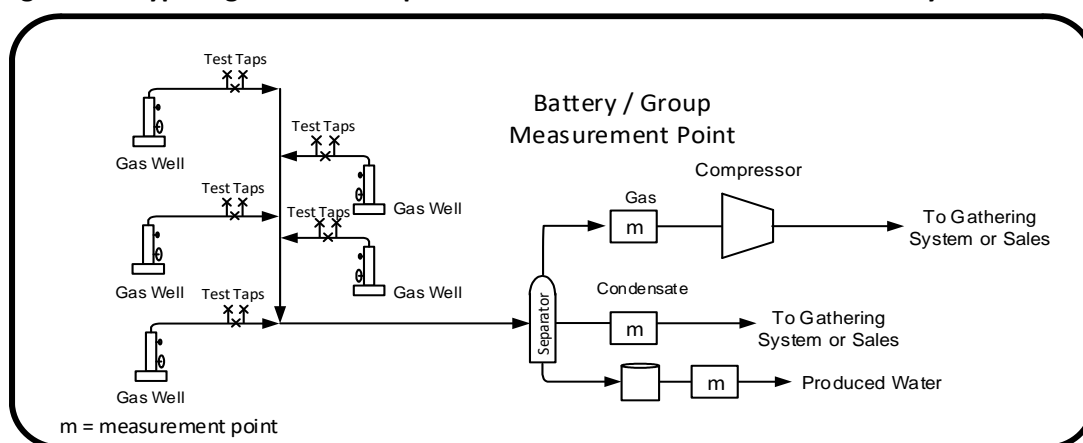 Test Taps
Gas Well
Test Taps
Gas Well
Test Taps
Gas Well
Test Taps
Gas Well
Test Taps
Gas Well
Battery / Group
Measurement Point
Compressor
Gas
m
To Gathering
System or Sales
Separator
Condensate
m
To Gathering
System or Sales
m
Produced Water
m = measurement point